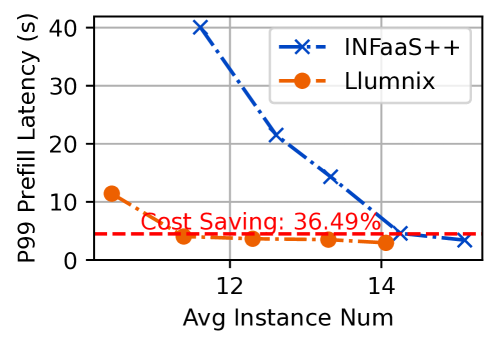 40
30
20
10
0
P99 Prefill Latency (s)
INFaaS++
Llumnix
Cost Saving: 36.49%
12
14
Avg Instance Num